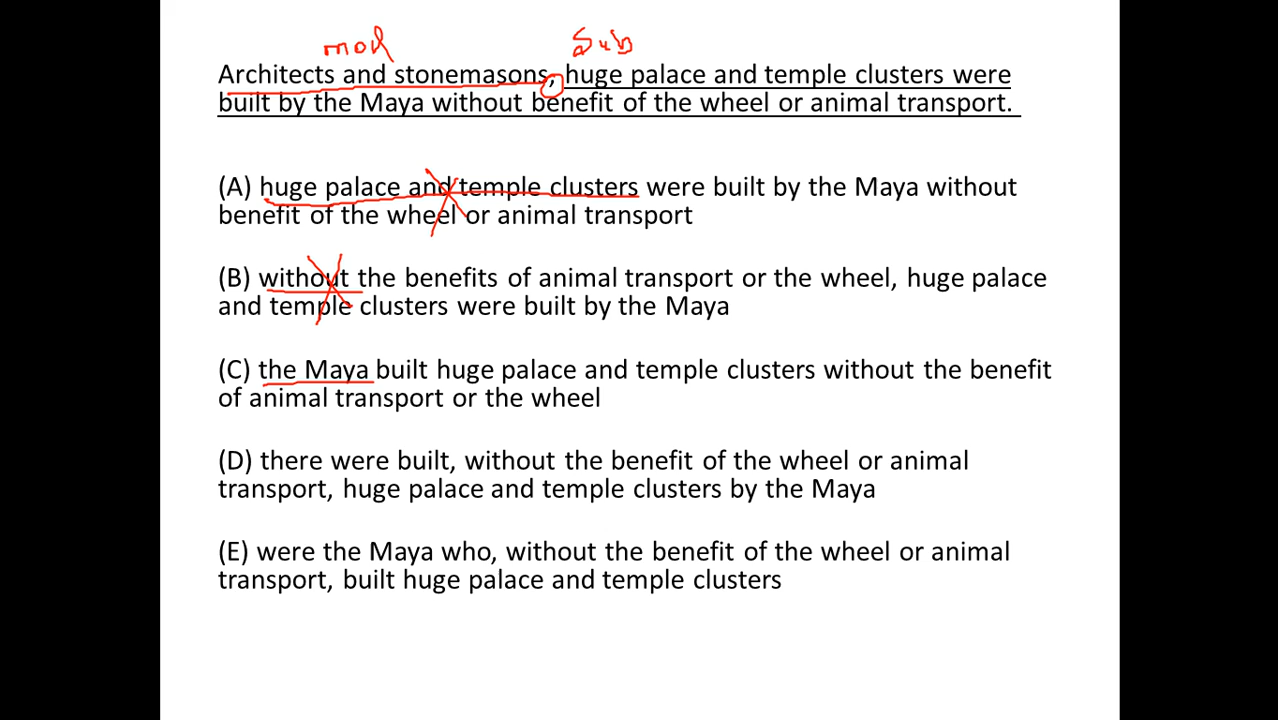 mod Sub
Architects and stonemasons, huge palace and temple clusters were
built by the Maya without benefit of the wheel or animal transport.
(A) huge palace and temple clusters were built by the Maya without
benefit of the wheel or animal transport
(B) without the benefits of animal transport or the wheel, huge palace
and temple clusters were built by the Maya
(C) the Maya built huge palace and temple clusters without the benefit
of animal transport or the wheel
(D) there were built, without the benefit of the wheel or animal
transport, huge palace and temple clusters by the Maya
(E) were the Maya who, without the benefit of the wheel or animal
transport, built huge palace and temple clusters